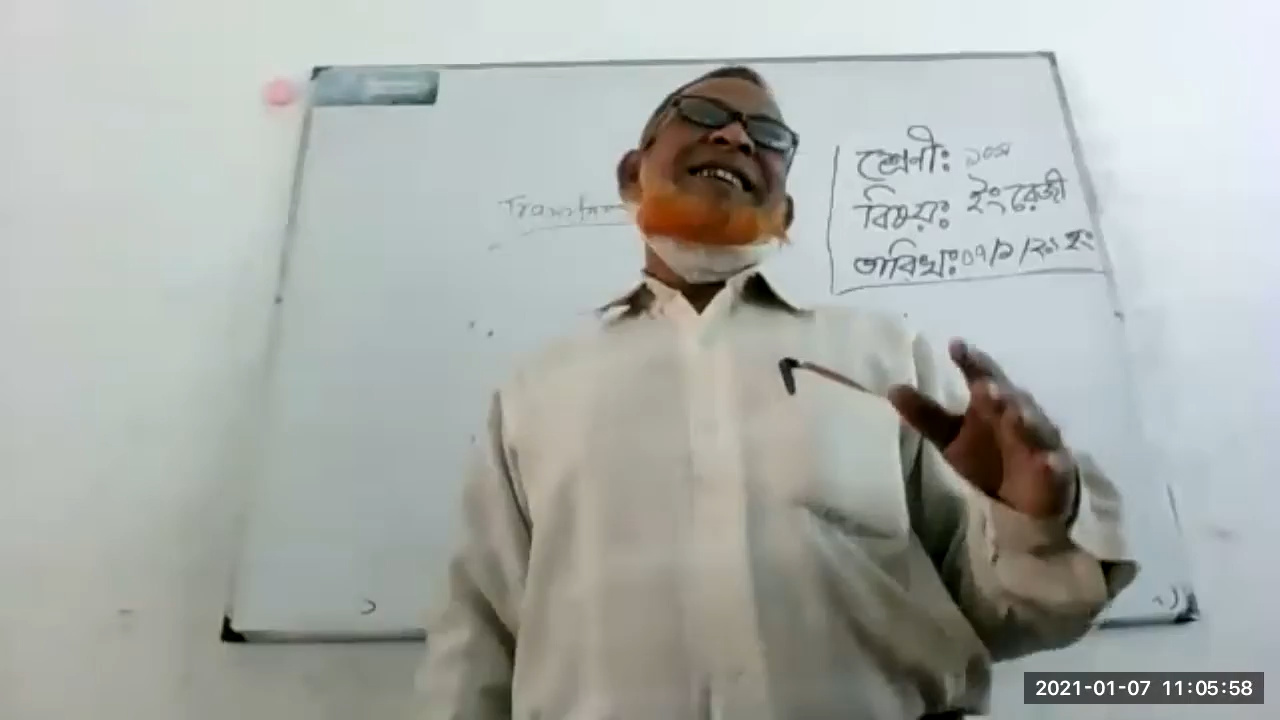 শ্রেণী: ১০ম
বিষয়: ইংরেজী
তারিখ: ০৭/১/২১ ইং
2021-01-07 11:05:58